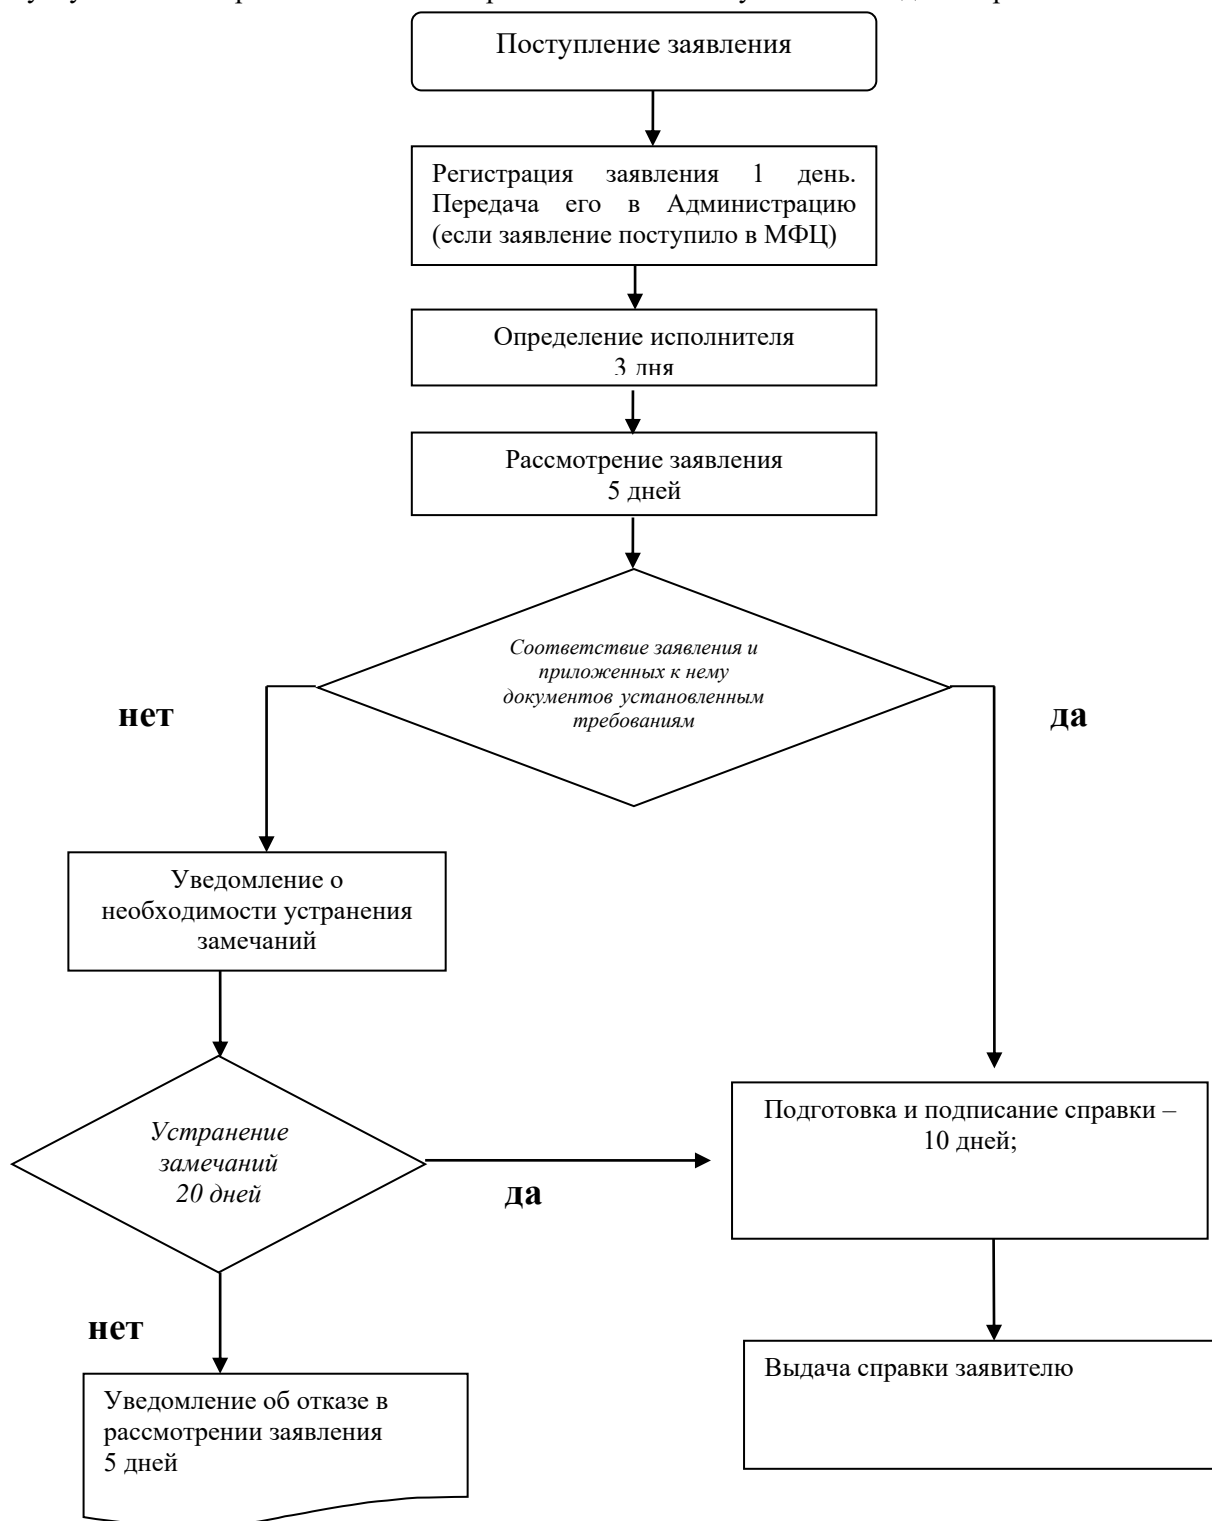 Поступление заявления
Регистрация заявления 1 день.
Передача его в Администрацию
(если заявление поступило в МФЦ)
Определение исполнителя
3 дня
Рассмотрение заявления
5 дней
Соответствие заявления и
приложенных к нему
документов установленным
требованиям
нет
да
Уведомление о
необходимости устранения
замечаний
Устранение
замечаний
20 дней
да
Подготовка и подписание справки –
10 дней;
нет
Выдача справки заявителю
Уведомление об отказе в
рассмотрении заявления
5 дней